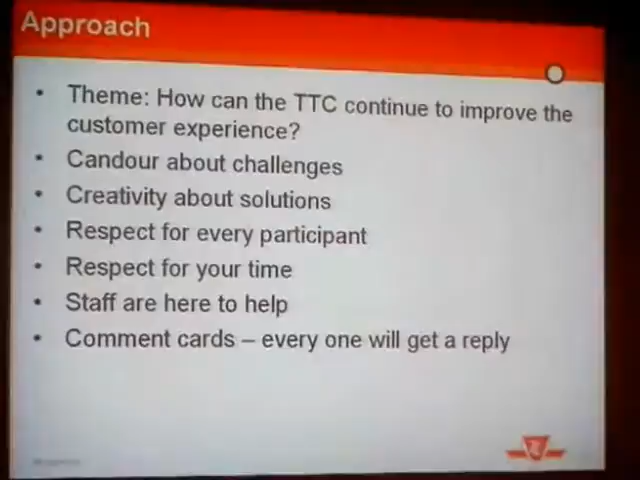 Approach
• Theme: How can the TTC continue to improve the
customer experience?
• Candour about challenges
• Creativity about solutions
• Respect for every participant
• Respect for your time
• Staff are here to help
• Comment cards – every one will get a reply